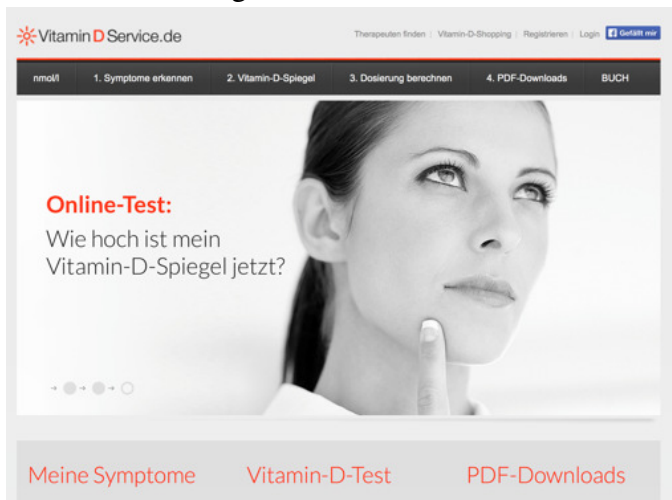 Vitamin D Service.de
Therapeuten finden | Vitamin-D-Shopping | Registrieren | Login
Gefällt mir
nmol/l 1. Symptome erkennen 2. Vitamin-D-Spiegel 3. Dosierung berechnen 4. PDF-Downloads BUCH
Online-Test:
Wie hoch ist mein
Vitamin-D-Spiegel jetzt?
Meine Symptome Vitamin-D-Test PDF-Downloads